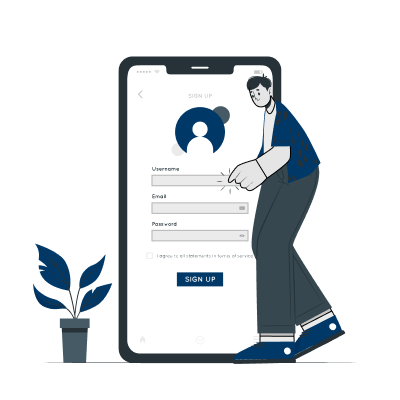 SIGN UP
Username
Email
Password
I agree to all statements in terms of service
SIGN UP